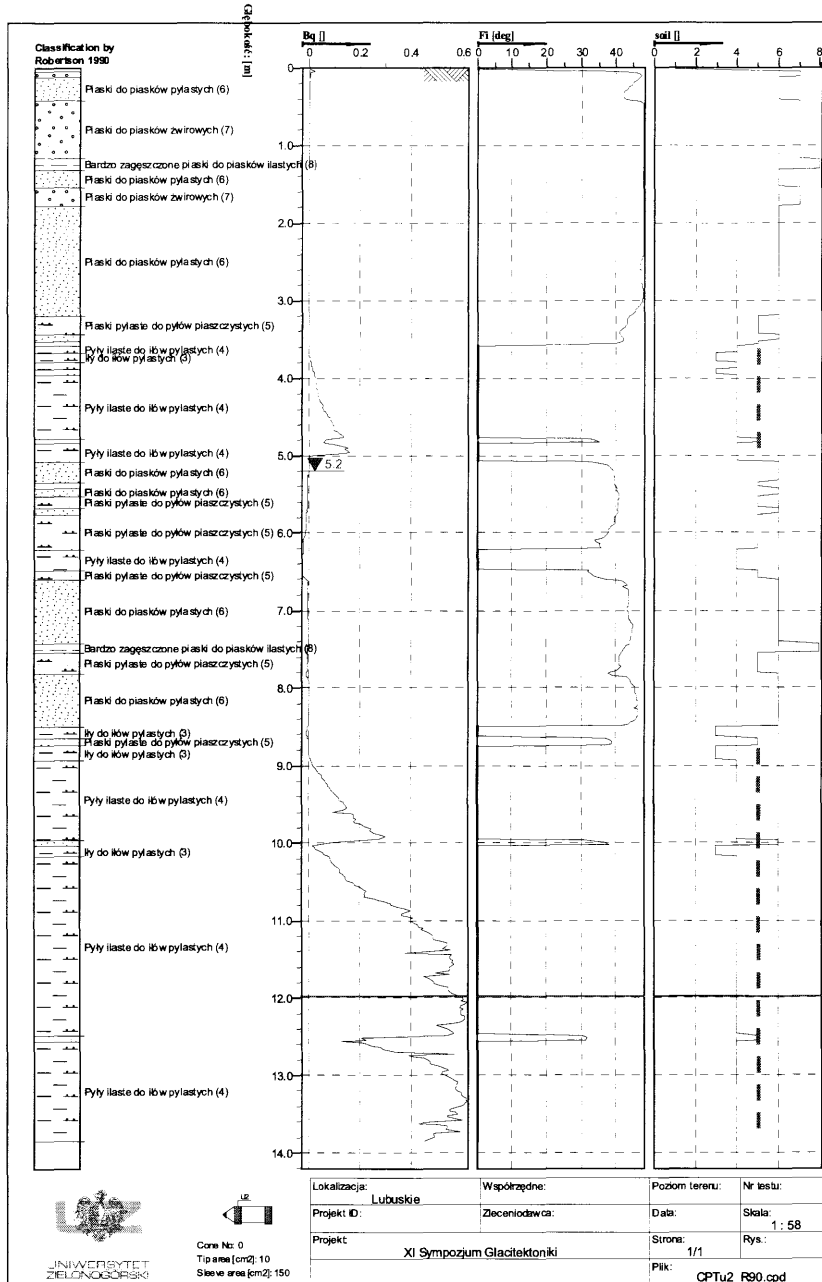 Głębokość: [m]
Classification by
Robertson 1990
Bq []
0 0.2 0.4 0.6
Fi [deg]
0 10 20 30 40
soil []
0 2 4 6 8
0
Piaski do piasków pylastych (6)
Piaski do piasków żwirowych (7)
1.0
Bardzo zagęszczone piaski do piasków ilastych (8)
Piaski do piasków pylastych (6)
Piaski do piasków żwirowych (7)
2.0
Piaski do piasków pylastych (6)
3.0
Piaski pylaste do pyłów piaszczystych (5)
Pyły ilaste do iłów pylastych (4)
Iły do iłów pylastych (3)
4.0
Pyły ilaste do iłów pylastych (4)
Pyły ilaste do iłów pylastych (4)
5.0
5.2
Piaski do piasków pylastych (6)
Piaski do piasków pylastych (6)
Piaski pylaste do pyłów piaszczystych (5)
6.0
Piaski pylaste do pyłów piaszczystych (5)
Pyły ilaste do iłów pylastych (4)
Piaski pylaste do pyłów piaszczystych (5)
7.0
Piaski do piasków pylastych (6)
Bardzo zagęszczone piaski do piasków ilastych (8)
Piaski pylaste do pyłów piaszczystych (5)
8.0
Piaski do piasków pylastych (6)
Iły do iłów pylastych (3)
Piaski pylaste do pyłów piaszczystych (5)
Iły do iłów pylastych (3)
9.0
Pyły ilaste do iłów pylastych (4)
10.0
Iły do iłów pylastych (3)
11.0
Pyły ilaste do iłów pylastych (4)
12.0
13.0
Pyły ilaste do iłów pylastych (4)
14.0
UNIWERSYTET
ZIELONOGÓRSKI
U2
Cone No: 0
Tip area [cm2]: 10
Sleeve area [cm2]: 150
Lokalizacja:
Lubuskie
Współrzędne:
Poziom terenu:
Nr testu:
Projekt ID:
Zleceniodawca:
Data:
Skala:
1 : 58
Projekt:
XI Sympozjum Glacitektoniki
Strona:
1/1
Rys.:
Plik:
CPTu2_R90.cpd